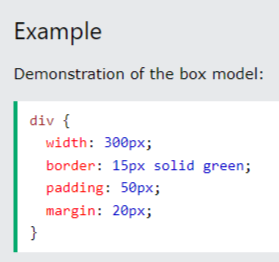 Example
Demonstration of the box model:
div {
  width: 300px;
  border: 15px solid green;
  padding: 50px;
  margin: 20px;
}